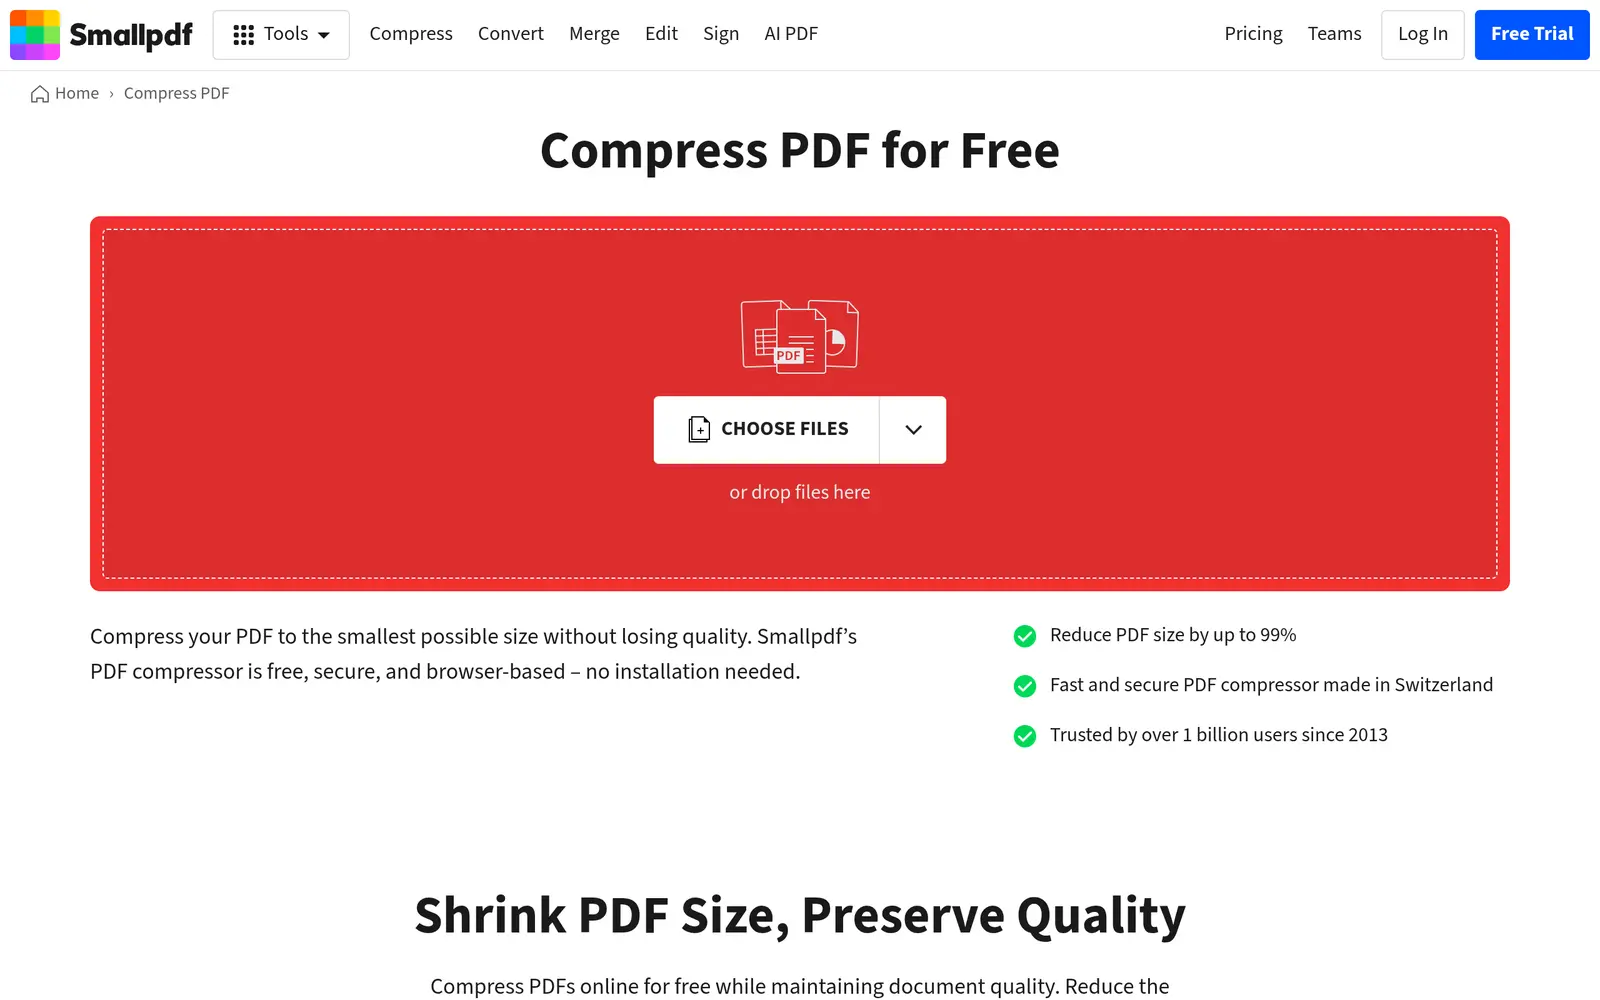 Smallpdf
Tools
Compress
Convert
Merge
Edit
Sign
AI PDF
Pricing
Teams
Log In
Free Trial
Home › Compress PDF
Compress PDF for Free
PDF
CHOOSE FILES
or drop files here
Compress your PDF to the smallest possible size without losing quality. Smallpdf’s
PDF compressor is free, secure, and browser-based – no installation needed.
Reduce PDF size by up to 99%
Fast and secure PDF compressor made in Switzerland
Trusted by over 1 billion users since 2013
Shrink PDF Size, Preserve Quality
Compress PDFs online for free while maintaining document quality. Reduce the